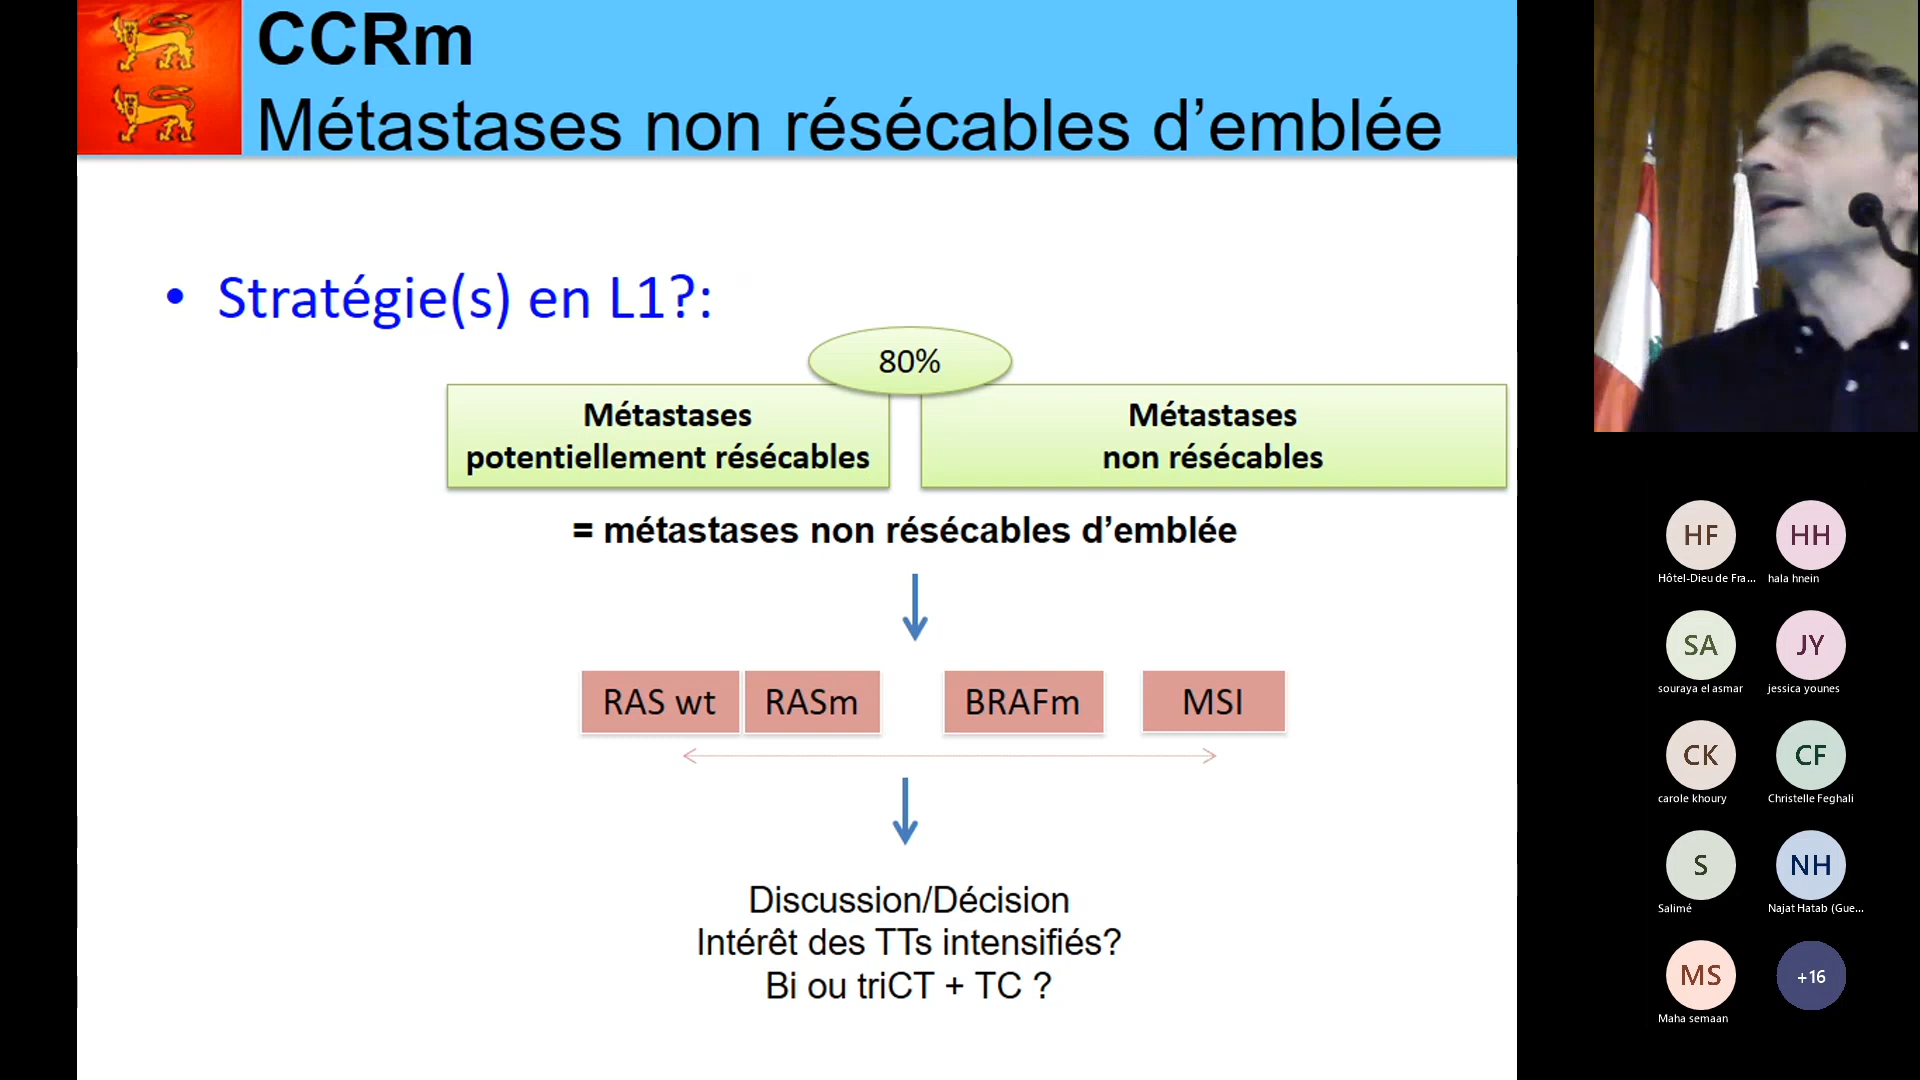 CCRm
Métastases non résécables d’emblée
• Stratégie(s) en L1?:
80%
Métastases
potentiellement résécables
Métastases
non résécables
= métastases non résécables d’emblée
RAS wt
RASm
BRAFm
MSI
Discussion/Décision
Intérêt des TTs intensifiés?
Bi ou triCT + TC ?
HF
HH
Hôtel-Dieu de Fra...
hala hnein
SA
JY
souraya el asmar
jessica younes
CK
CF
carole khoury
Christelle Feghali
S
NH
Salimé
Najat Hatab (Gue...
MS
+16
Maha semaan